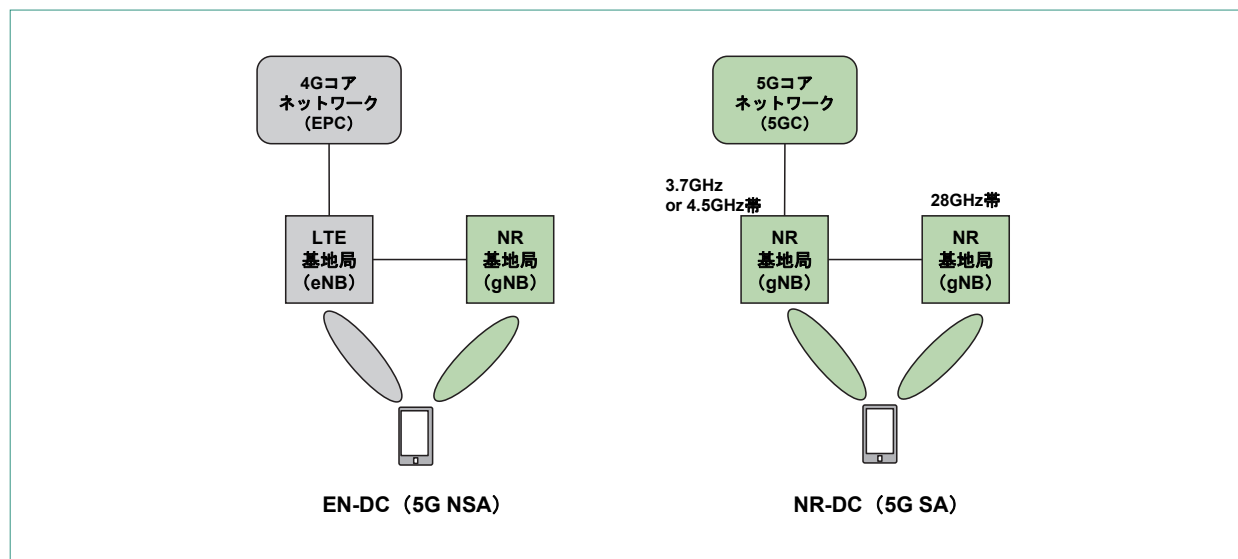 4Gコア
ネットワーク
（EPC）
LTE
基地局
（eNB）
NR
基地局
（gNB）
EN-DC（5G NSA）
5Gコア
ネットワーク
（5GC）
3.7GHz
or 4.5GHz帯
28GHz帯
NR
基地局
（gNB）
NR
基地局
（gNB）
NR-DC（5G SA）